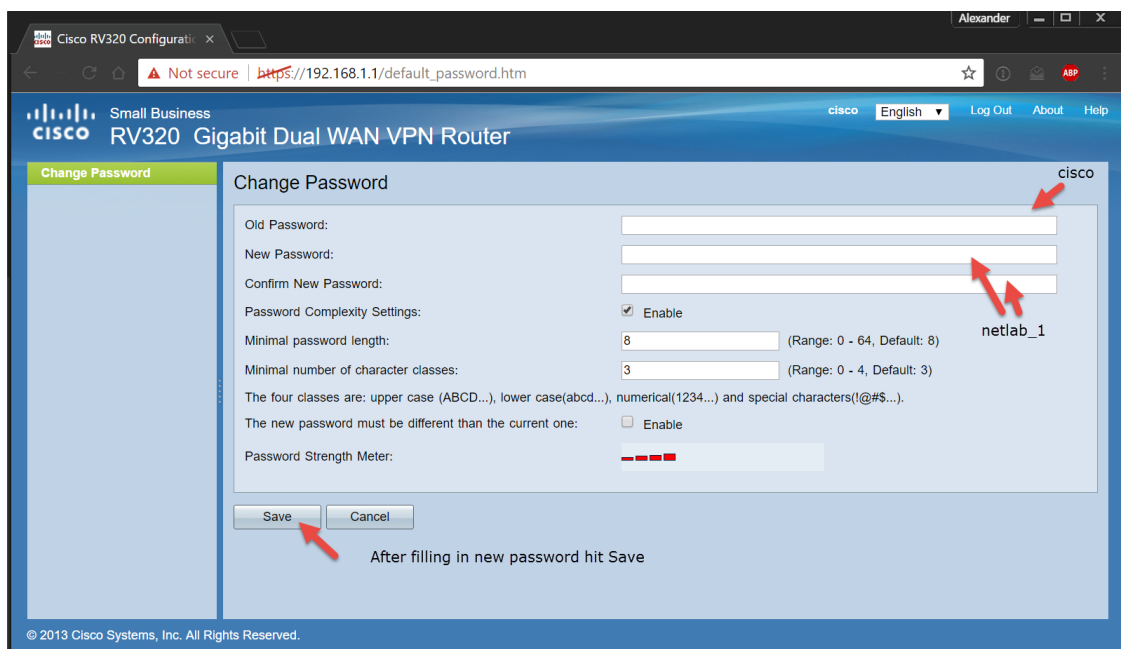 Alexander
Cisco RV320 Configuratic
Not secure https://192.168.1.1/default_password.htm
ABP
Small Business
CISCO RV320 Gigabit Dual WAN VPN Router
cisco English Log Out About Help
Change Password
Change Password
cisco
Old Password:
New Password:
Confirm New Password:
Password Complexity Settings: Enable
netlab_1
Minimal password length: 8 (Range: 0 - 64, Default: 8)
Minimal number of character classes: 3 (Range: 0 - 4, Default: 3)
The four classes are: upper case (ABCD...), lower case(abcd...), numerical(1234...) and special characters(!@#$...).
The new password must be different than the current one: Enable
Password Strength Meter:
Save Cancel
After filling in new password hit Save
© 2013 Cisco Systems, Inc. All Rights Reserved.